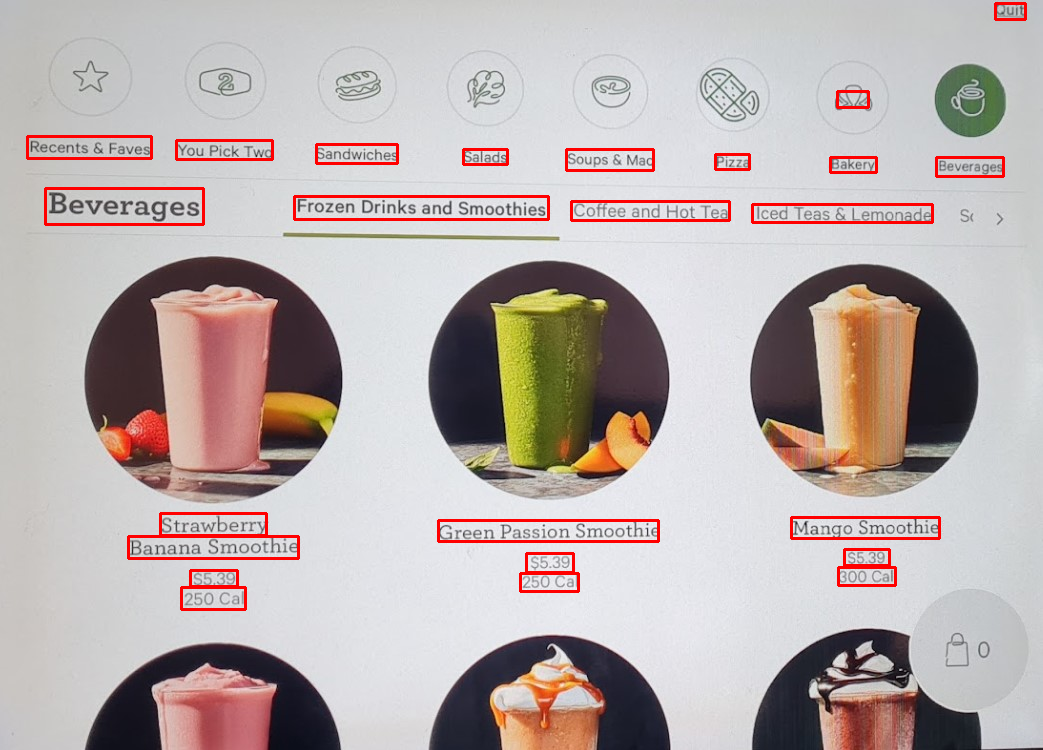 Quit
2
Recents & Faves
You Pick Two
Sandwiches
Salads
Soups & Mac
Pizza
Bakery
Beverages
Beverages
Frozen Drinks and Smoothies
Coffee and Hot Tea
Iced Teas & Lemonade
Strawberry
Banana Smoothie
$5.39
250 Cal
Green Passion Smoothie
$5.39
250 Cal
Mango Smoothie
$5.39
300 Cal
0